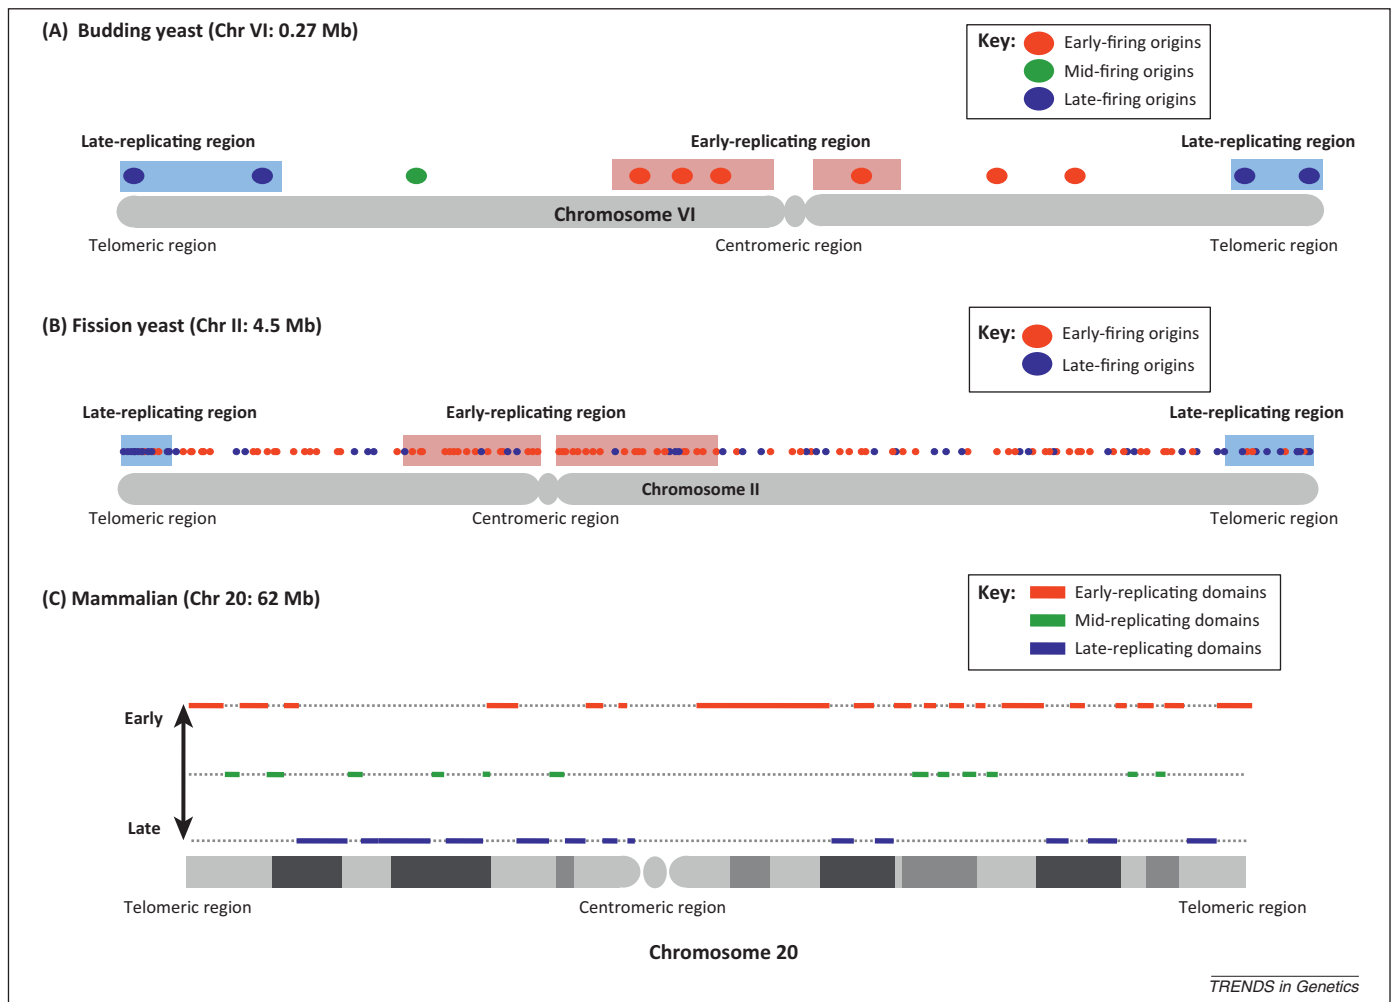 (A) Budding yeast (Chr VI: 0.27 Mb)
Key:
Early-firing origins
Mid-firing origins
Late-firing origins
Late-replicating region
Early-replicating region
Late-replicating region
Chromosome VI
Telomeric region
Centromeric region
Telomeric region
(B) Fission yeast (Chr II: 4.5 Mb)
Key:
Early-firing origins
Late-firing origins
Late-replicating region
Early-replicating region
Late-replicating region
Chromosome II
Telomeric region
Centromeric region
Telomeric region
(C) Mammalian (Chr 20: 62 Mb)
Key:
Early-replicating domains
Mid-replicating domains
Late-replicating domains
Early
Late
Telomeric region
Centromeric region
Telomeric region
Chromosome 20
TRENDS in Genetics